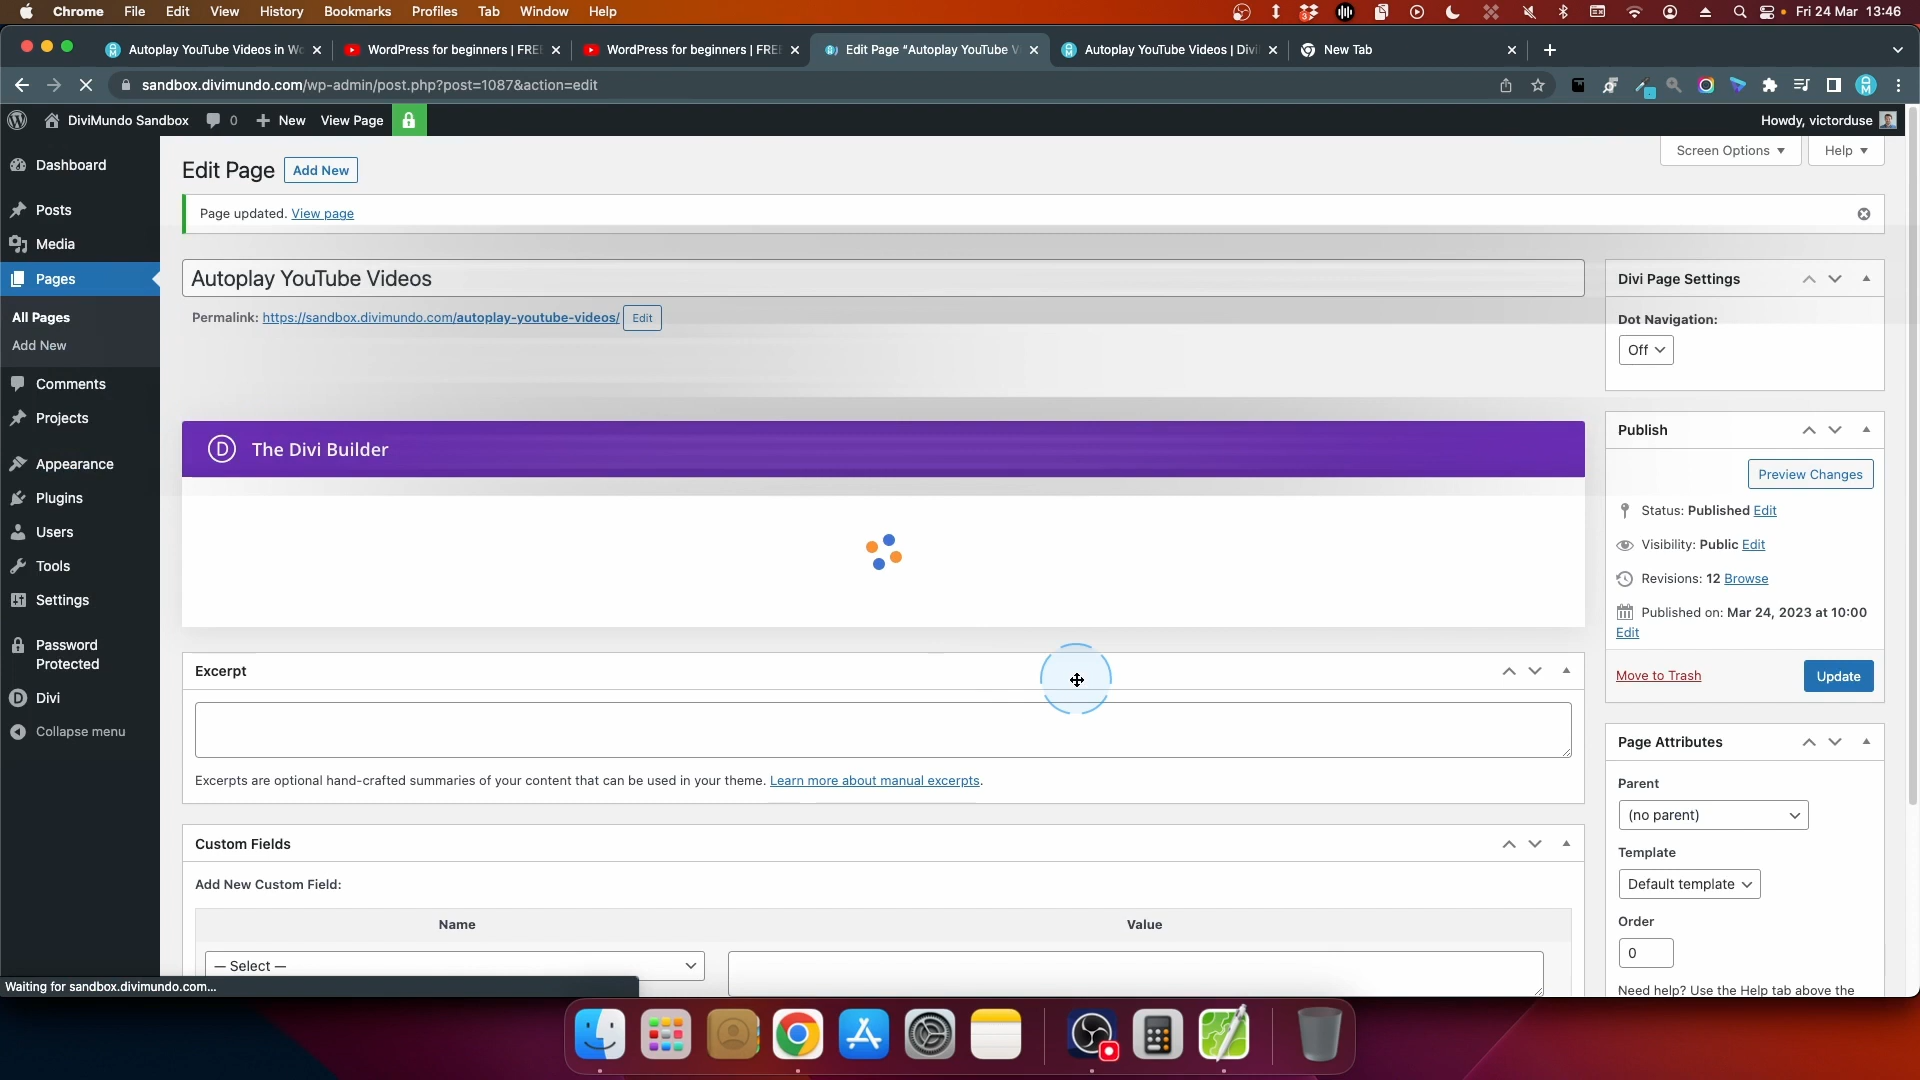 Chrome File Edit View History Bookmarks Profiles Tab Window Help Fri 24 Mar 13:46
Autoplay YouTube Videos in Wo WordPress for beginners | FREE WordPress for beginners | FREE Edit Page “Autoplay YouTube V Autoplay YouTube Videos | Divi New Tab
sandbox.divimundo.com/wp-admin/post.php?post=1087&action=edit
DiviMundo Sandbox 0 New View Page Howdy, victorduse
Screen Options Help
Edit Page Add New
Dashboard
Page updated. View page
Posts
Media
Pages
All Pages
Add New
Comments
Projects
Appearance
Plugins
Users
Tools
Settings
Password
Protected
Divi
Collapse menu
Autoplay YouTube Videos
Permalink: https://sandbox.divimundo.com/autoplay-youtube-videos/ Edit
The Divi Builder
Excerpt
Excerpts are optional hand-crafted summaries of your content that can be used in your theme. Learn more about manual excerpts.
Custom Fields
Add New Custom Field:
Name Value
— Select —
Divi Page Settings
Dot Navigation:
Off
Publish
Preview Changes
Status: Published Edit
Visibility: Public Edit
Revisions: 12 Browse
Published on: Mar 24, 2023 at 10:00
Edit
Move to Trash Update
Page Attributes
Parent
(no parent)
Template
Default template
Order
0
Need help? Use the Help tab above the
Waiting for sandbox.divimundo.com...